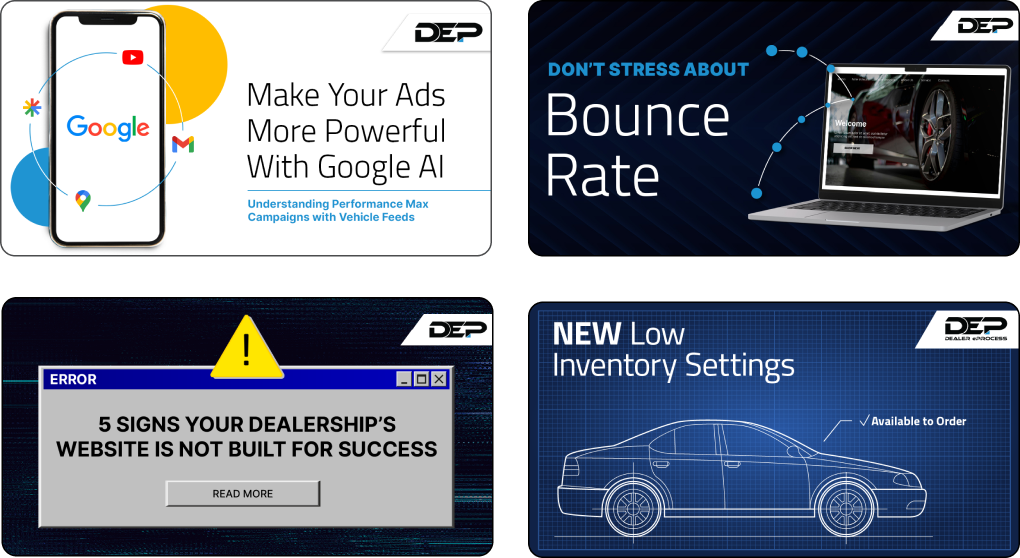 DEP
Make Your Ads
More Powerful
With Google AI
Understanding Performance Max
Campaigns with Vehicle Feeds
Google
DEP
DON'T STRESS ABOUT
Bounce
Rate
Welcome
DEP
ERROR
5 SIGNS YOUR DEALERSHIP'S
WEBSITE IS NOT BUILT FOR SUCCESS
READ MORE
DEP
DEALER ePROCESS
NEW Low
Inventory Settings
Available to Order